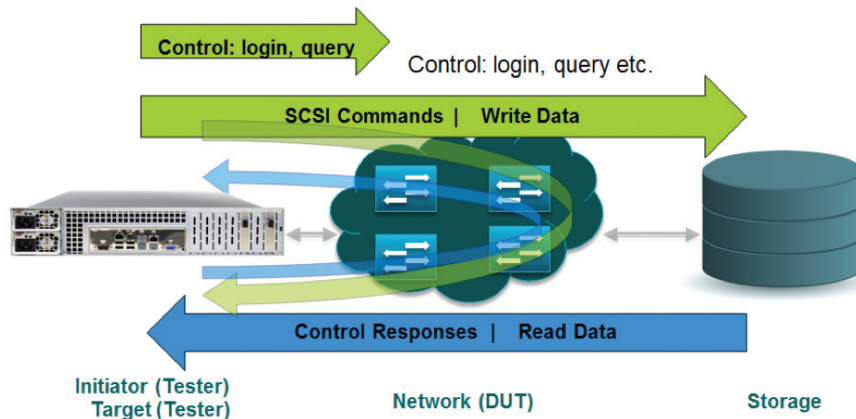 Control: login, query
Control: login, query etc.
SCSI Commands | Write Data
Control Responses | Read Data
Initiator (Tester)
Target (Tester)
Network (DUT)
Storage